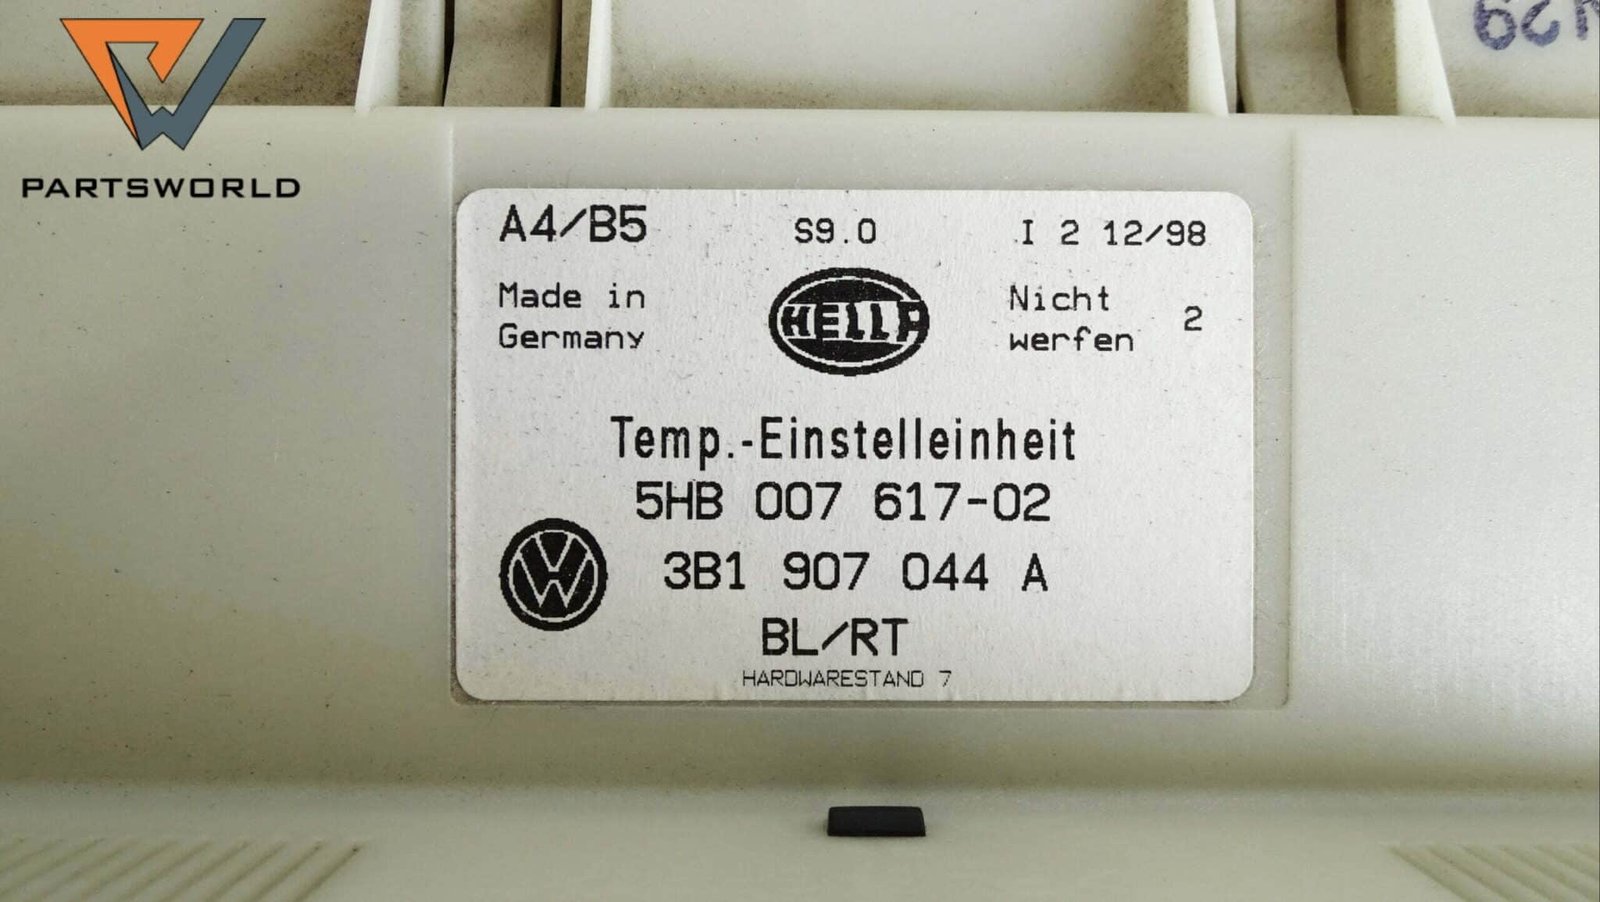 PARTSWORLD
A4/B5 S9.0 I 2 12/98
Made in
Germany
HELLA
Nicht
werfen 2
Temp.-Einstelleinheit
5HB 007 617-02
3B1 907 044 A
BL/RT
HARDWARESTAND 7